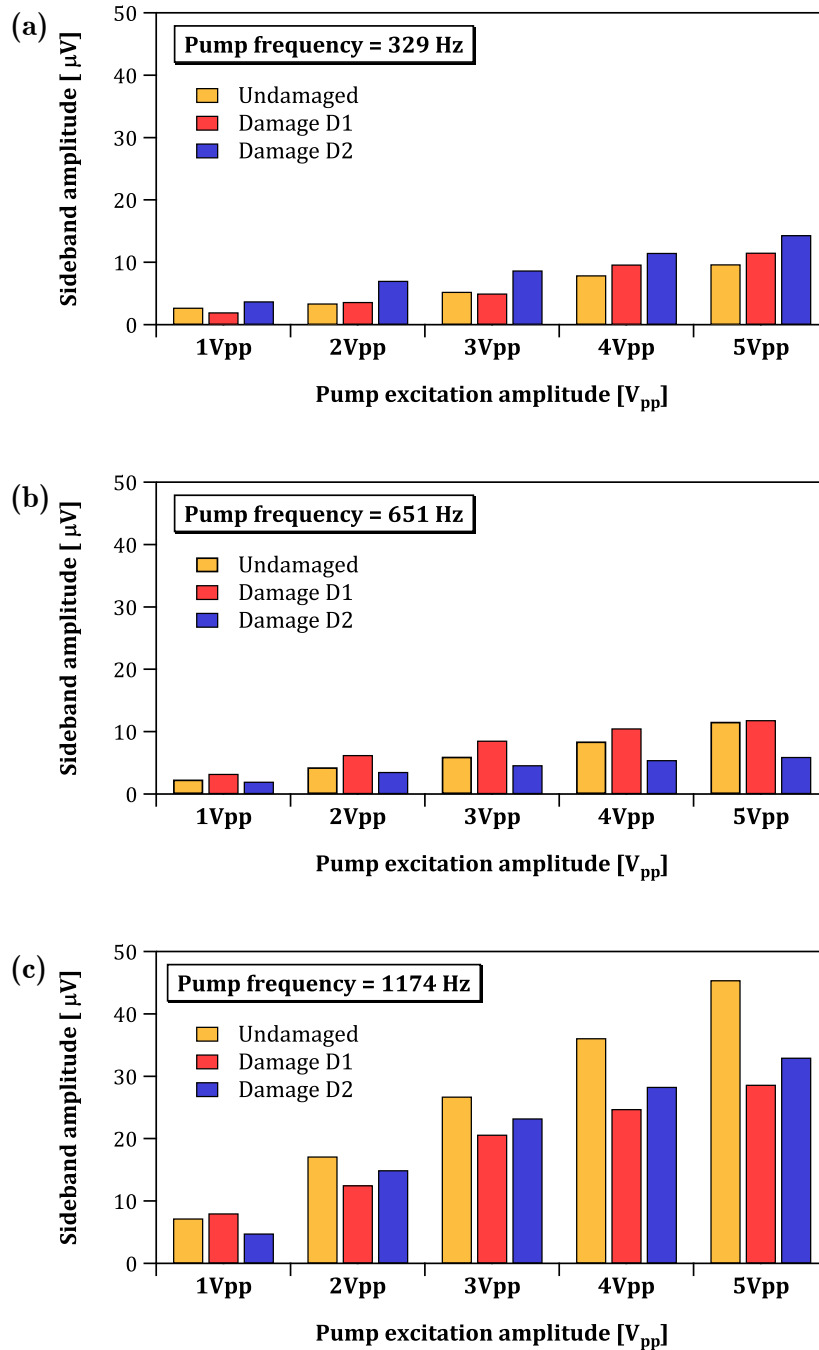 (a)
Sideband amplitude [ μV]
50
40
30
20
10
0
Pump frequency = 329 Hz
Undamaged
Damage D1
Damage D2
1Vpp 2Vpp 3Vpp 4Vpp 5Vpp
Pump excitation amplitude [Vpp]
(b)
Sideband amplitude [ μV]
50
40
30
20
10
0
Pump frequency = 651 Hz
Undamaged
Damage D1
Damage D2
1Vpp 2Vpp 3Vpp 4Vpp 5Vpp
Pump excitation amplitude [Vpp]
(c)
Sideband amplitude [ μV]
50
40
30
20
10
0
Pump frequency = 1174 Hz
Undamaged
Damage D1
Damage D2
1Vpp 2Vpp 3Vpp 4Vpp 5Vpp
Pump excitation amplitude [Vpp]